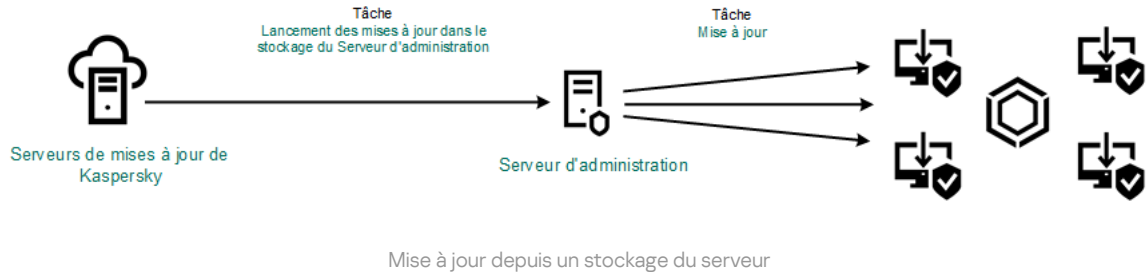 Tâche
Lancement des mises à jour dans le
stockage du Serveur d'administration
Tâche
Mise à jour
Serveurs de mises à jour de
Kaspersky
Serveur d'administration
Mise à jour depuis un stockage du serveur